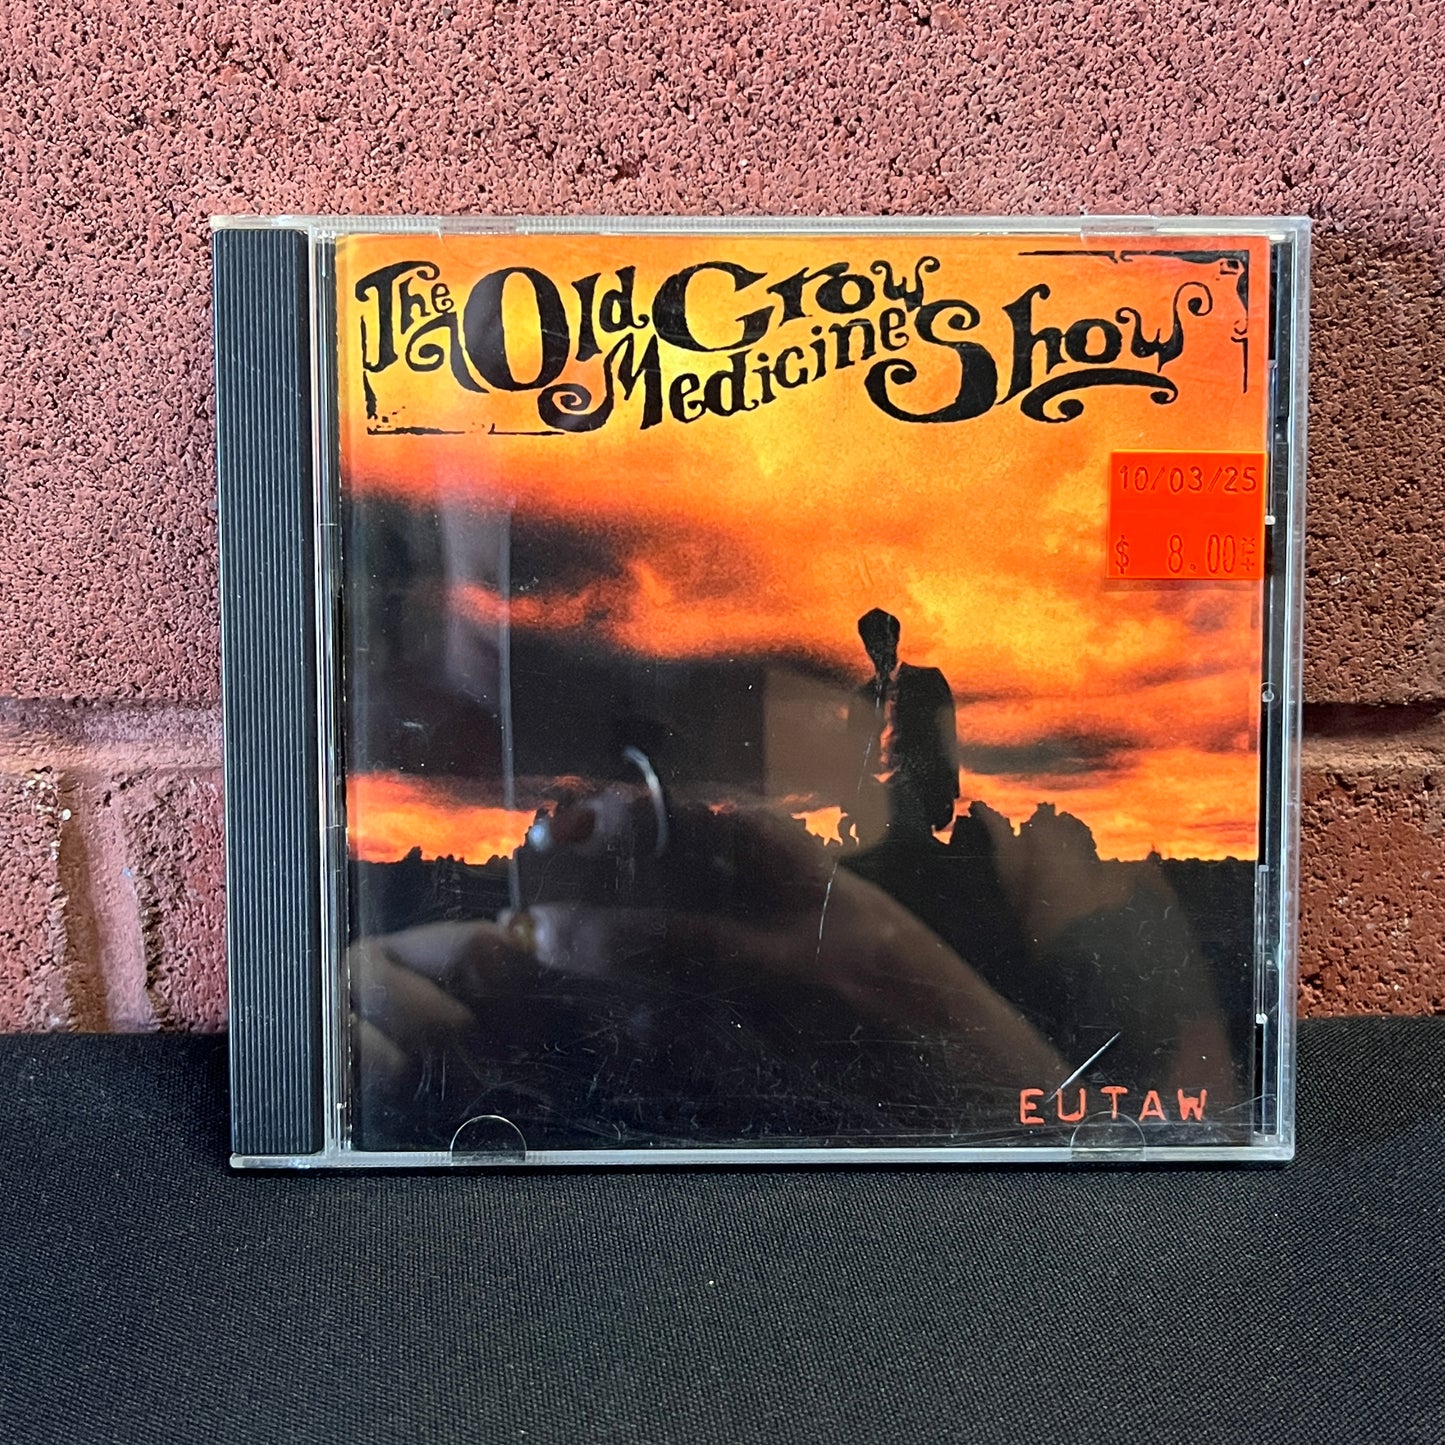 The Old Crow Medicine Show
10/03/25
$ 8.00
EUTAW